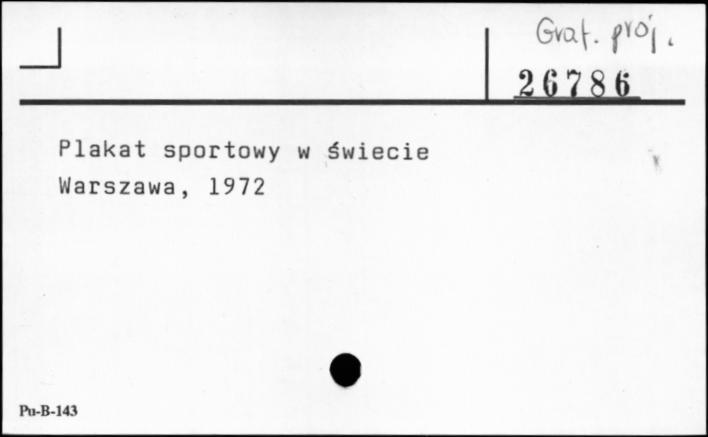 Graf. proj.
26786
Plakat sportowy w świecie
Warszawa, 1972
Pu-B-143